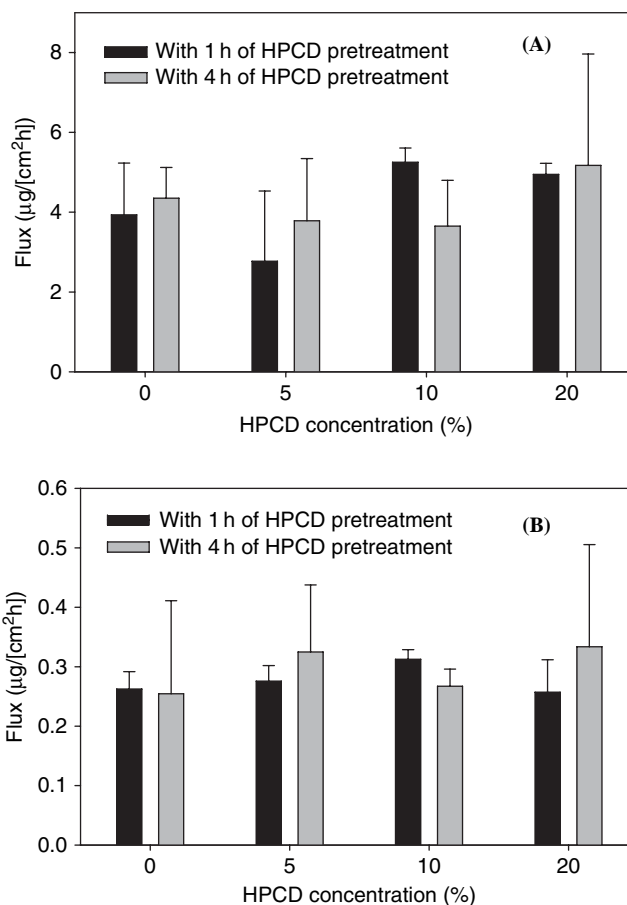 (A)
With 1 h of HPCD pretreatment
With 4 h of HPCD pretreatment
8
6
4
2
0
Flux (μg/[cm²h])
0 5 10 20
HPCD concentration (%)
(B)
With 1 h of HPCD pretreatment
With 4 h of HPCD pretreatment
0.6
0.5
0.4
0.3
0.2
0.1
0.0
Flux (μg/[cm²h])
0 5 10 20
HPCD concentration (%)